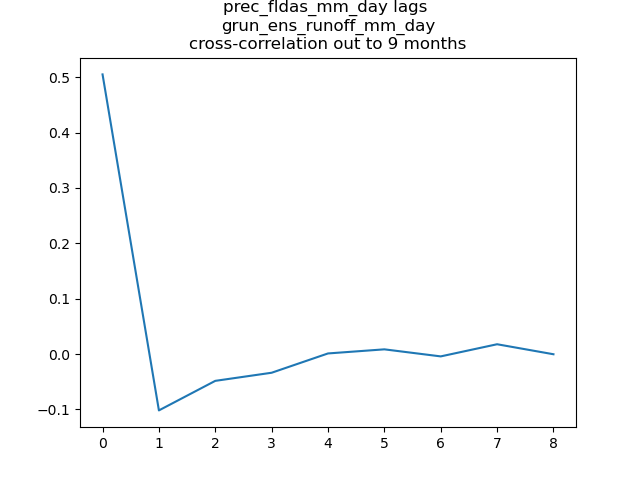 prec_fldas_mm_day lags
grun_ens_runoff_mm_day
cross-correlation out to 9 months
0.5
0.4
0.3
0.2
0.1
0.0
−0.1
0 1 2 3 4 5 6 7 8